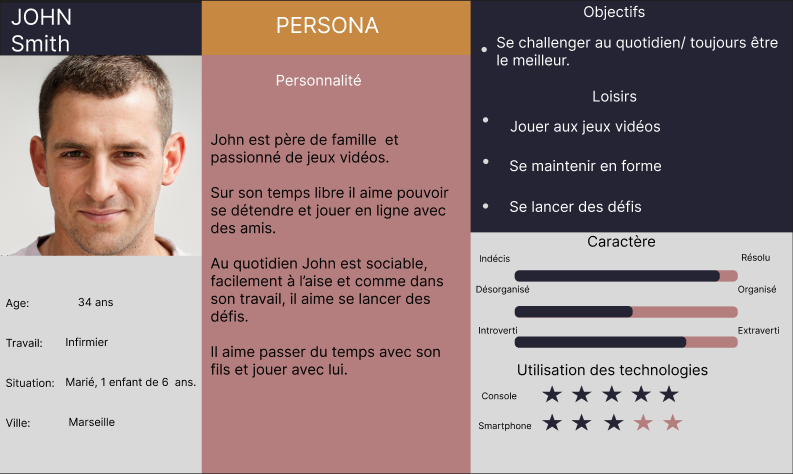 JOHN
Smith
Age: 34 ans
Travail: Infirmier
Situation: Marié, 1 enfant de 6 ans.
Ville: Marseille
PERSONA
Personnalité
John est père de famille et
passionné de jeux vidéos.
Sur son temps libre il aime pouvoir
se détendre et jouer en ligne avec
des amis.
Au quotidien John est sociable,
facilement à l'aise et comme dans
son travail, il aime se lancer des
défis.
Il aime passer du temps avec son
fils et jouer avec lui.
Objectifs
• Se challenger au quotidien/ toujours être
le meilleur.
Loisirs
• Jouer aux jeux vidéos
• Se maintenir en forme
• Se lancer des défis
Caractère
Indécis Résolu
Désorganisé Organisé
Introverti Extraverti
Utilisation des technologies
Console
Smartphone